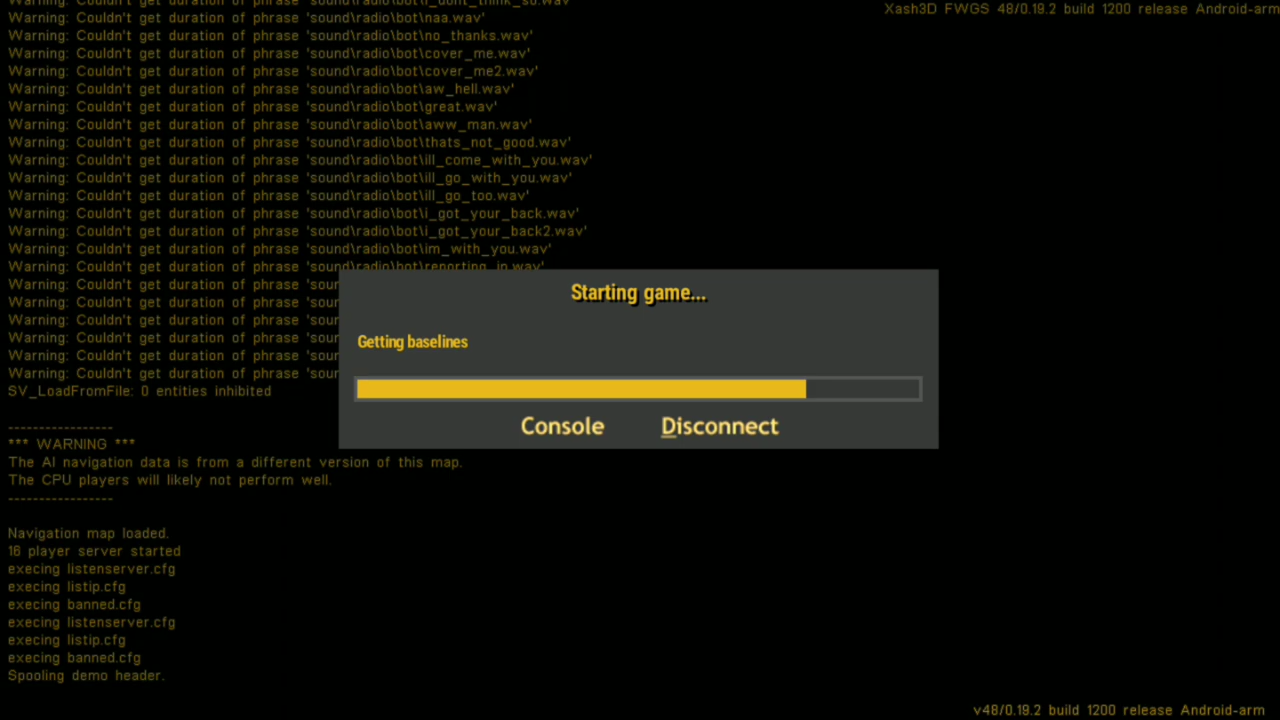 Warning: Couldn't get duration of phrase 'sound\radio\bot\i_dont_think_so.wav'
Xash3D FWGS 48/0.19.2 build 1200 release Android-arm
Warning: Couldn't get duration of phrase 'sound\radio\bot\naa.wav'
Warning: Couldn't get duration of phrase 'sound\radio\bot\no_thanks.wav'
Warning: Couldn't get duration of phrase 'sound\radio\bot\cover_me.wav'
Warning: Couldn't get duration of phrase 'sound\radio\bot\cover_me2.wav'
Warning: Couldn't get duration of phrase 'sound\radio\bot\aw_hell.wav'
Warning: Couldn't get duration of phrase 'sound\radio\bot\great.wav'
Warning: Couldn't get duration of phrase 'sound\radio\bot\aww_man.wav'
Warning: Couldn't get duration of phrase 'sound\radio\bot\thats_not_good.wav'
Warning: Couldn't get duration of phrase 'sound\radio\bot\ill_come_with_you.wav'
Warning: Couldn't get duration of phrase 'sound\radio\bot\ill_go_with_you.wav'
Warning: Couldn't get duration of phrase 'sound\radio\bot\ill_go_too.wav'
Warning: Couldn't get duration of phrase 'sound\radio\bot\i_got_your_back.wav'
Warning: Couldn't get duration of phrase 'sound\radio\bot\i_got_your_back2.wav'
Warning: Couldn't get duration of phrase 'sound\radio\bot\im_with_you.wav'
Warning: Couldn't get duration of phrase 'sound\radio\bot\reporting_in.wav'
Warning: Couldn't get duration of phrase 'sour
Warning: Couldn't get duration of phrase 'sour
Warning: Couldn't get duration of phrase 'sour
Warning: Couldn't get duration of phrase 'sour
Warning: Couldn't get duration of phrase 'sour
Warning: Couldn't get duration of phrase 'sour
SV_LoadFromFile: 0 entities inhibited
Starting game...
Getting baselines
Console Disconnect
-----------------
*** WARNING ***
The AI navigation data is from a different version of this map.
The CPU players will likely not perform well.
-----------------
Navigation map loaded.
16 player server started
execing listenserver.cfg
execing listip.cfg
execing banned.cfg
execing listenserver.cfg
execing listip.cfg
execing banned.cfg
Spooling demo header.
v48/0.19.2 build 1200 release Android-arm